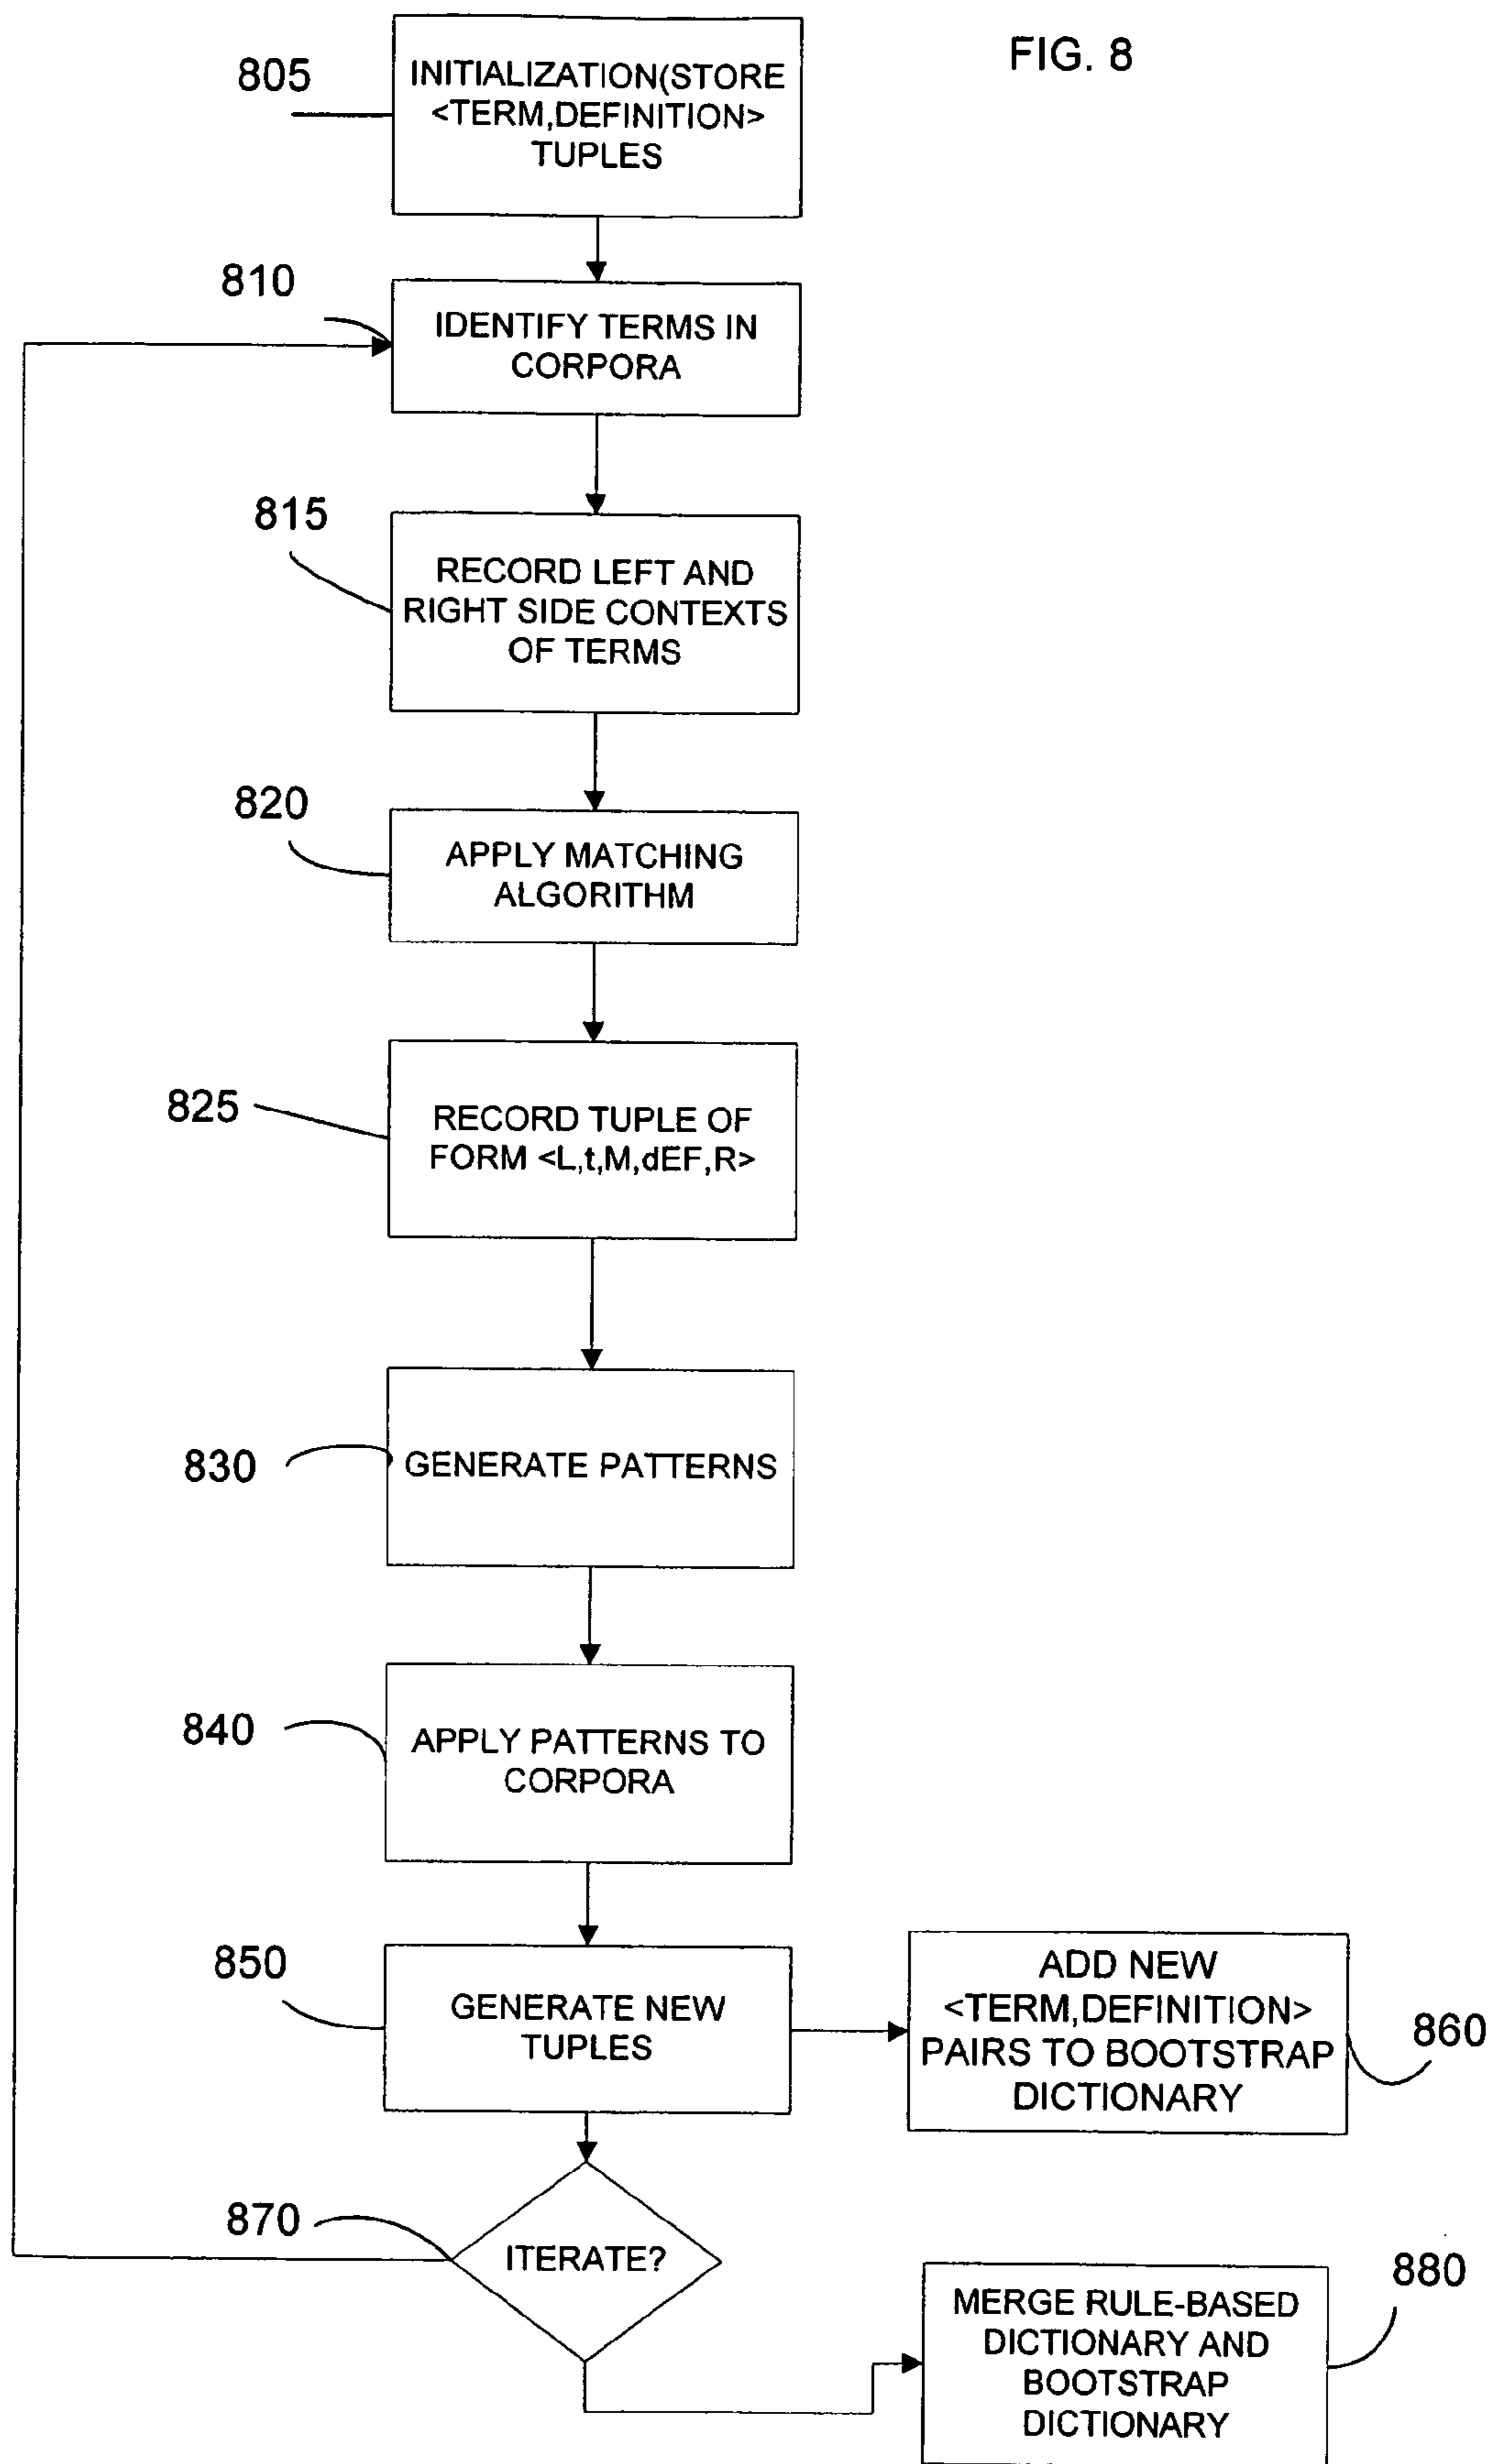 FIG. 8
805
INITIALIZATION(STORE
<TERM,DEFINITION>
TUPLES
810
IDENTIFY TERMS IN
CORPORA
815
RECORD LEFT AND
RIGHT SIDE CONTEXTS
OF TERMS
820
APPLY MATCHING
ALGORITHM
825
RECORD TUPLE OF
FORM <L,t,M,dEF,R>
830
GENERATE PATTERNS
840
APPLY PATTERNS TO
CORPORA
850
GENERATE NEW
TUPLES
ADD NEW
<TERM,DEFINITION>
PAIRS TO BOOTSTRAP
DICTIONARY
860
870
ITERATE?
880
MERGE RULE-BASED
DICTIONARY AND
BOOTSTRAP
DICTIONARY